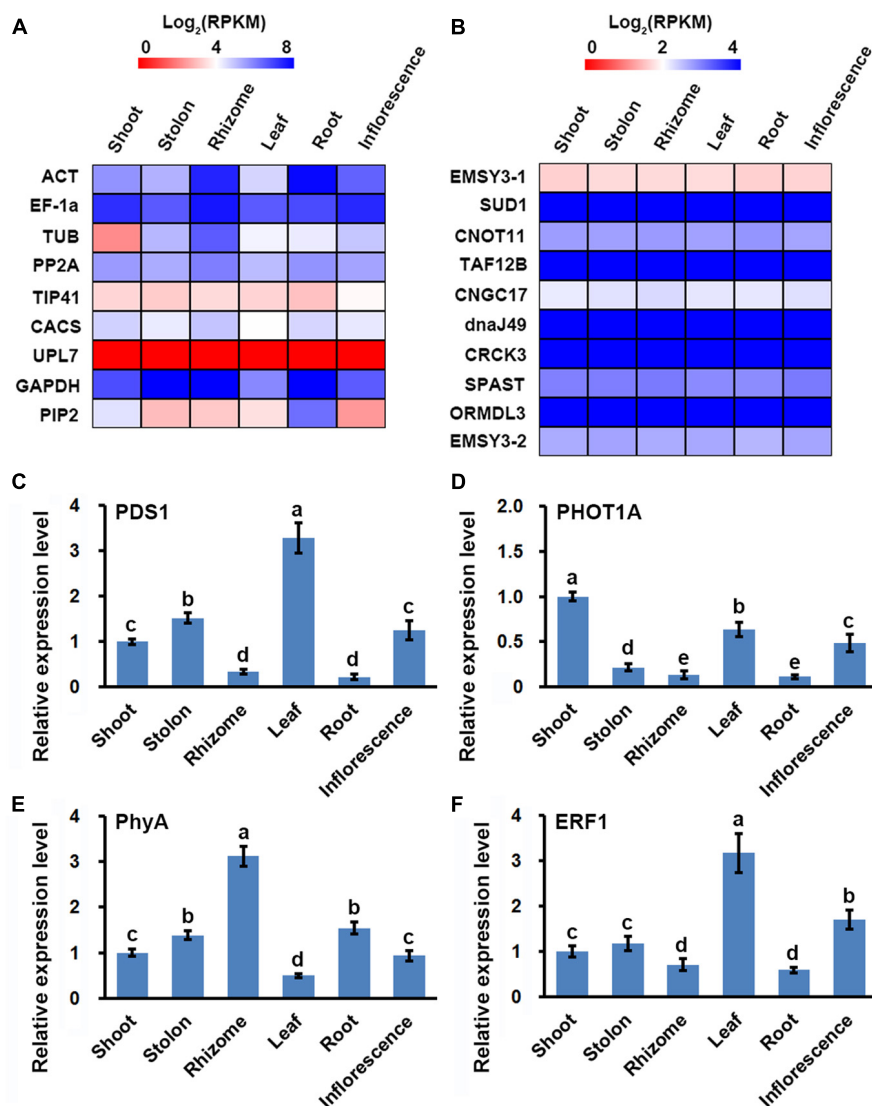 A
Log2(RPKM)
0 4 8
Shoot Stolon Rhizome Leaf Root Inflorescence
ACT
EF-1a
TUB
PP2A
TIP41
CACS
UPL7
GAPDH
PIP2
B
Log2(RPKM)
0 2 4
Shoot Stolon Rhizome Leaf Root Inflorescence
EMSY3-1
SUD1
CNOT11
TAF12B
CNGC17
dnaJ49
CRCK3
SPAST
ORMDL3
EMSY3-2
C
PDS1
Relative expression level
4
3
2
1
0
c b d a d c
Shoot Stolon Rhizome Leaf Root Inflorescence
D
PHOT1A
Relative expression level
2.0
1.5
1.0
0.5
0
a d e b e c
Shoot Stolon Rhizome Leaf Root Inflorescence
E
PhyA
Relative expression level
4
3
2
1
0
c b a d b c
Shoot Stolon Rhizome Leaf Root Inflorescence
F
ERF1
Relative expression level
4
3
2
1
0
c c d a d b
Shoot Stolon Rhizome Leaf Root Inflorescence